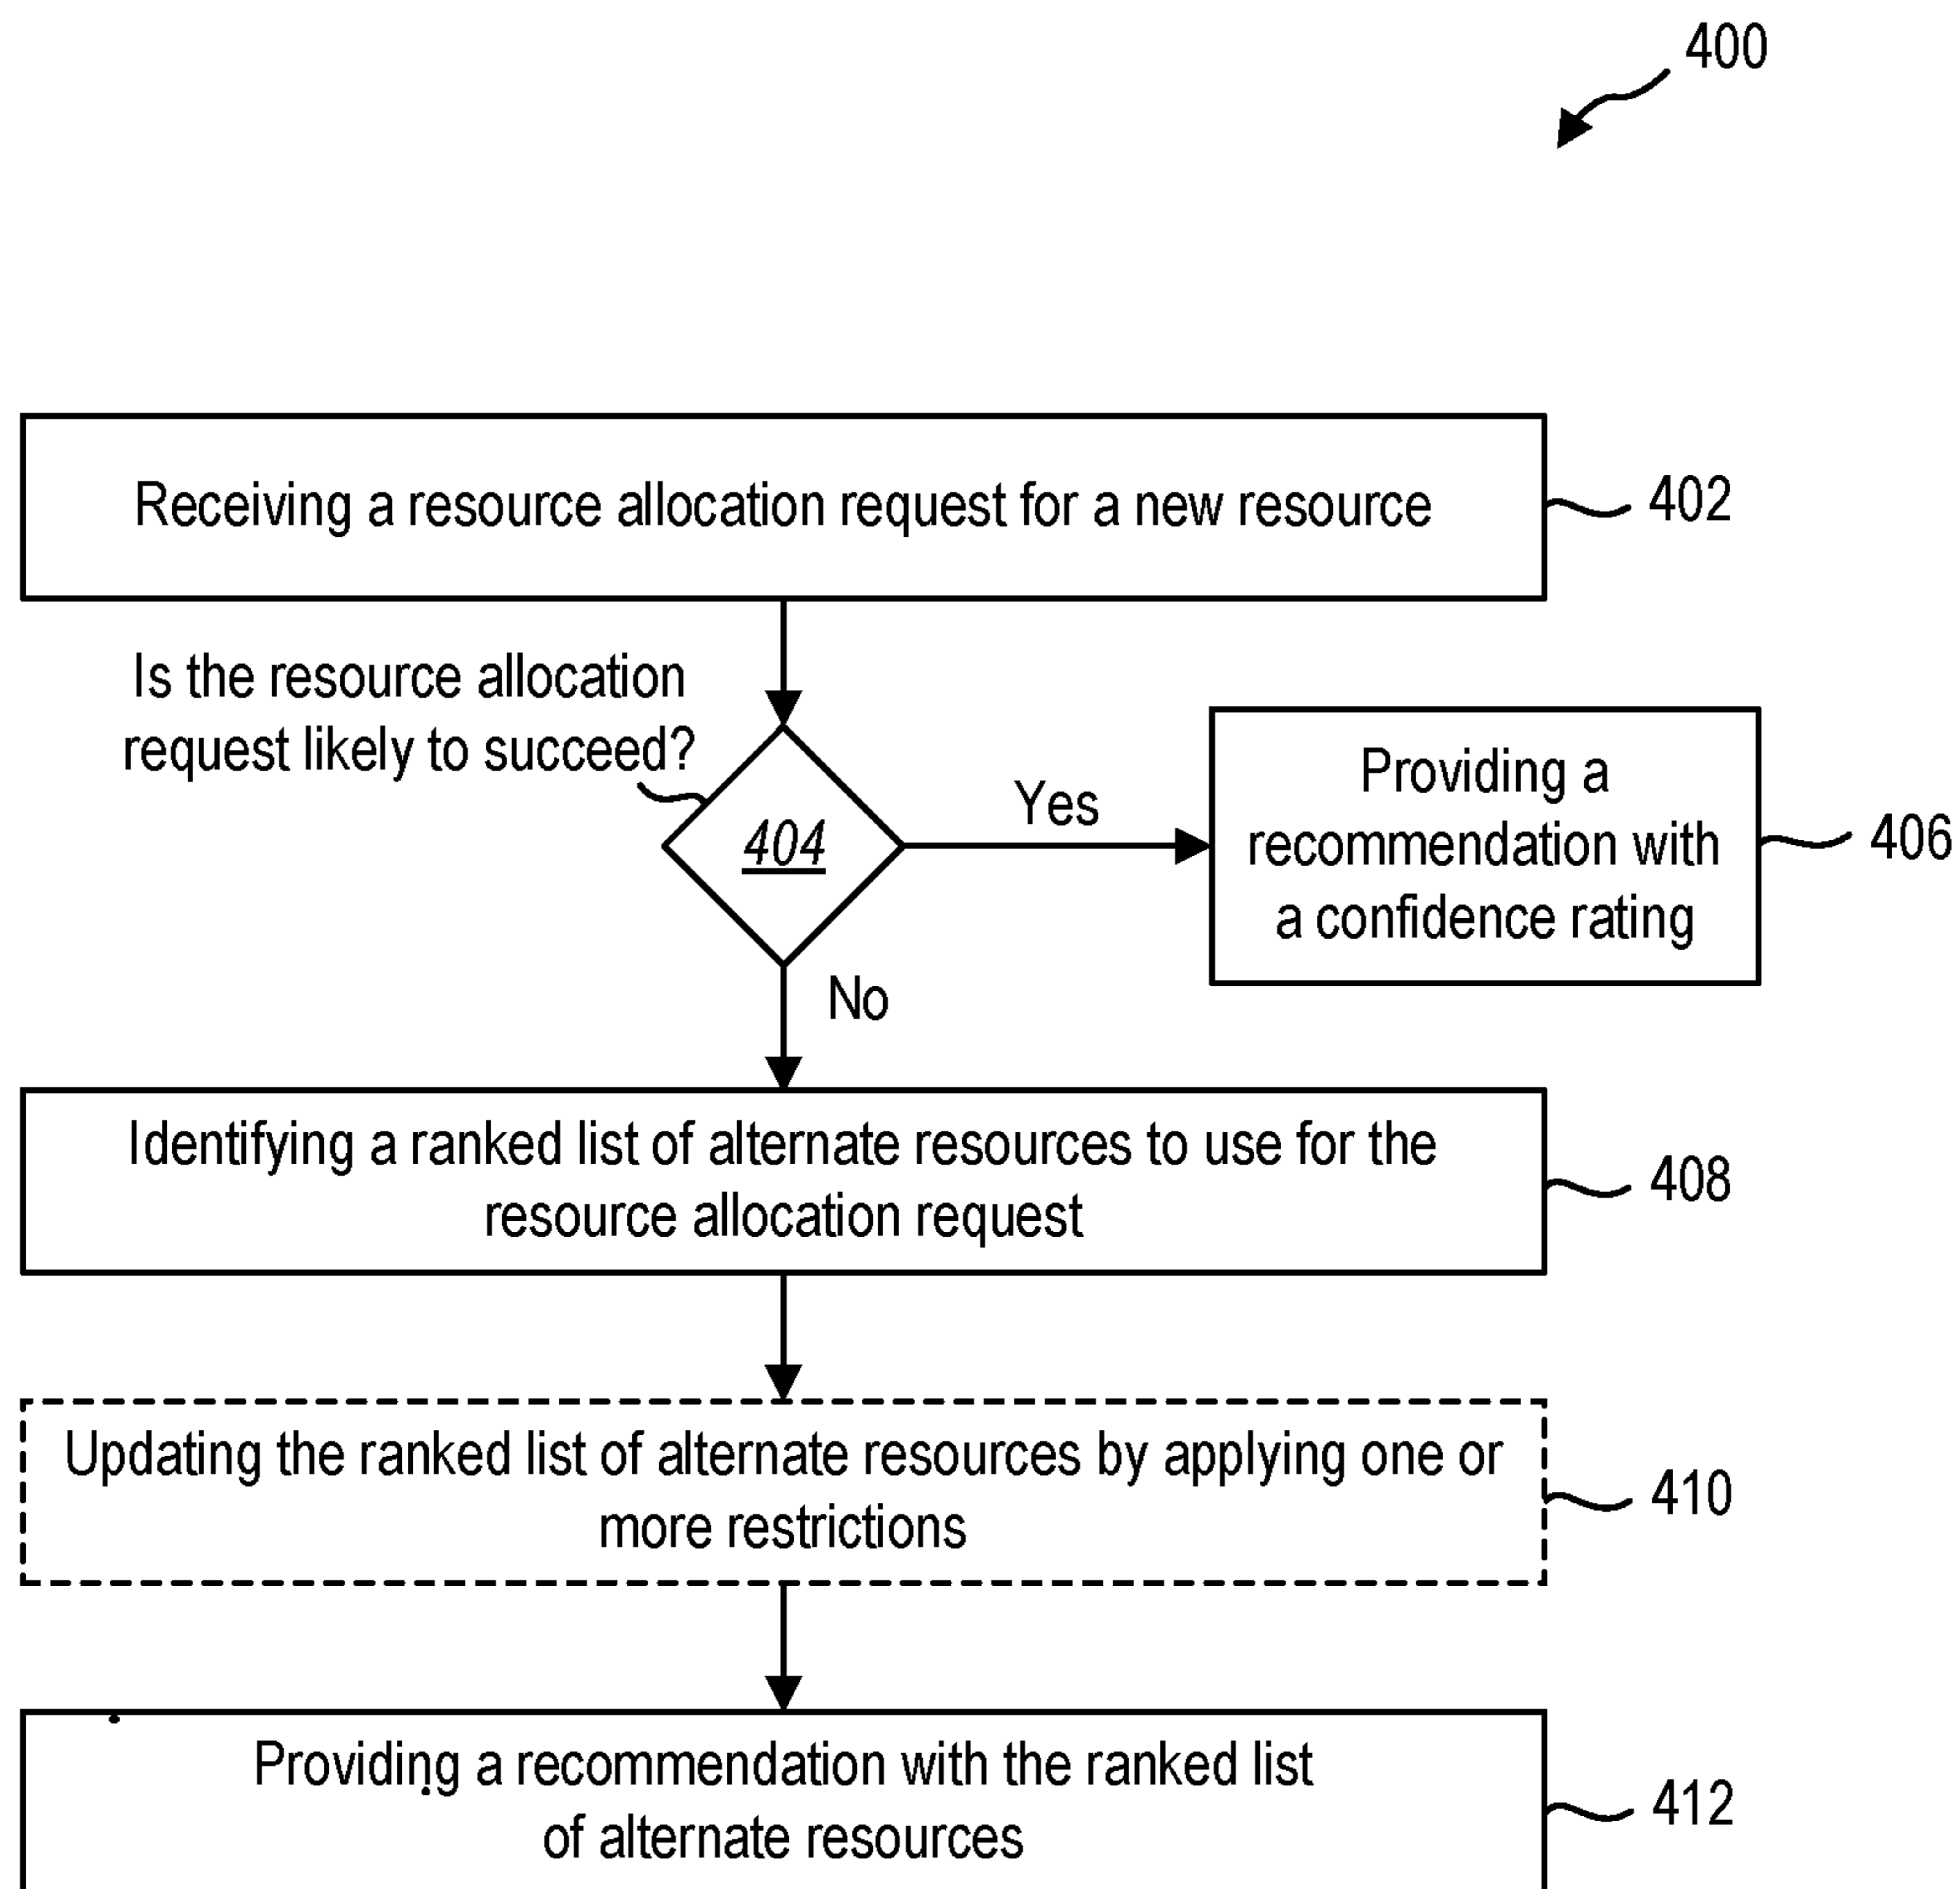 400
Receiving a resource allocation request for a new resource
402
Is the resource allocation
request likely to succeed?
404
Yes
Providing a
recommendation with
a confidence rating
406
No
Identifying a ranked list of alternate resources to use for the
resource allocation request
408
Updating the ranked list of alternate resources by applying one or
more restrictions
410
Providing a recommendation with the ranked list
of alternate resources
412